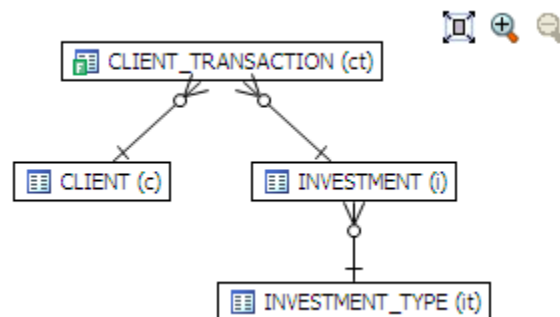 CLIENT_TRANSACTION (ct)
CLIENT (c)
INVESTMENT (i)
INVESTMENT_TYPE (it)